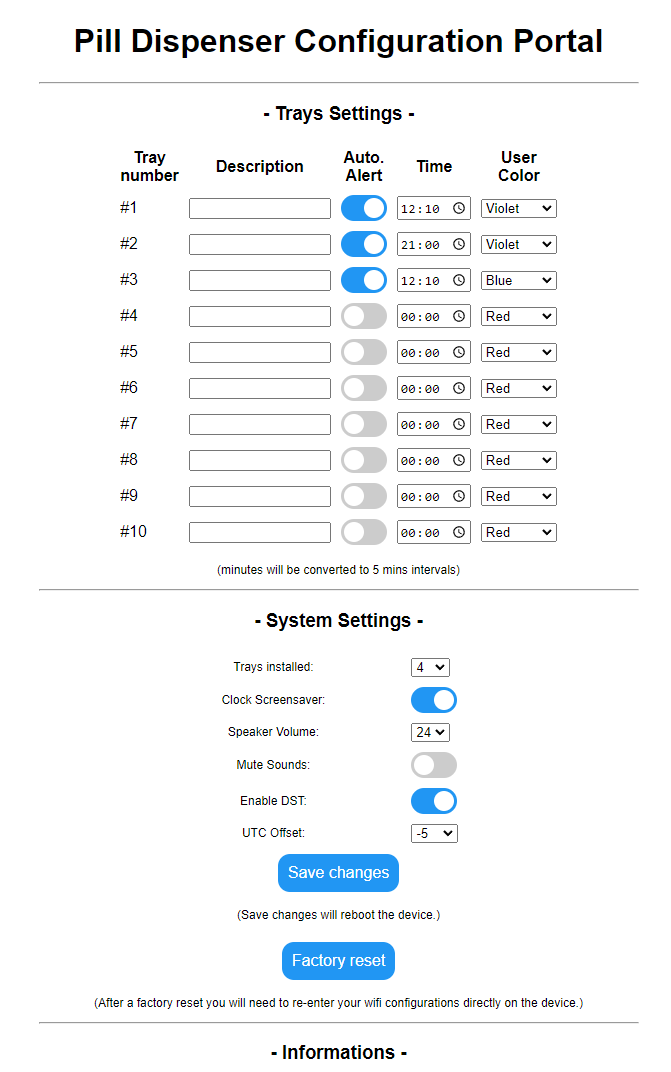 Pill Dispenser Configuration Portal
- Trays Settings -
Tray number Description Auto. Alert Time User Color
#1 12:10 Violet
#2 21:00 Violet
#3 12:10 Blue
#4 00:00 Red
#5 00:00 Red
#6 00:00 Red
#7 00:00 Red
#8 00:00 Red
#9 00:00 Red
#10 00:00 Red
(minutes will be converted to 5 mins intervals)
- System Settings -
Trays installed: 4
Clock Screensaver:
Speaker Volume: 24
Mute Sounds:
Enable DST:
UTC Offset: -5
Save changes
(Save changes will reboot the device.)
Factory reset
(After a factory reset you will need to re-enter your wifi configurations directly on the device.)
- Informations -